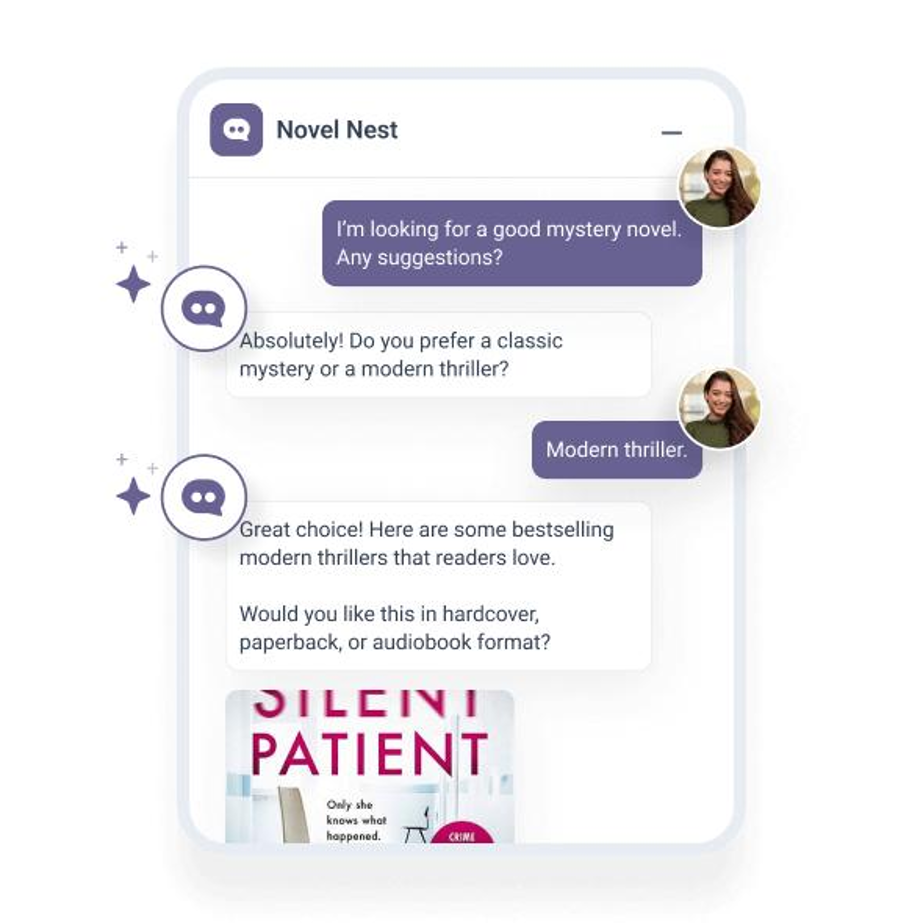 Novel Nest
I'm looking for a good mystery novel.
Any suggestions?
Absolutely! Do you prefer a classic
mystery or a modern thriller?
Modern thriller.
Great choice! Here are some bestselling
modern thrillers that readers love.
Would you like this in hardcover,
paperback, or audiobook format?
SILENT
PATIENT
Only she
knows what
happened.
CRIME